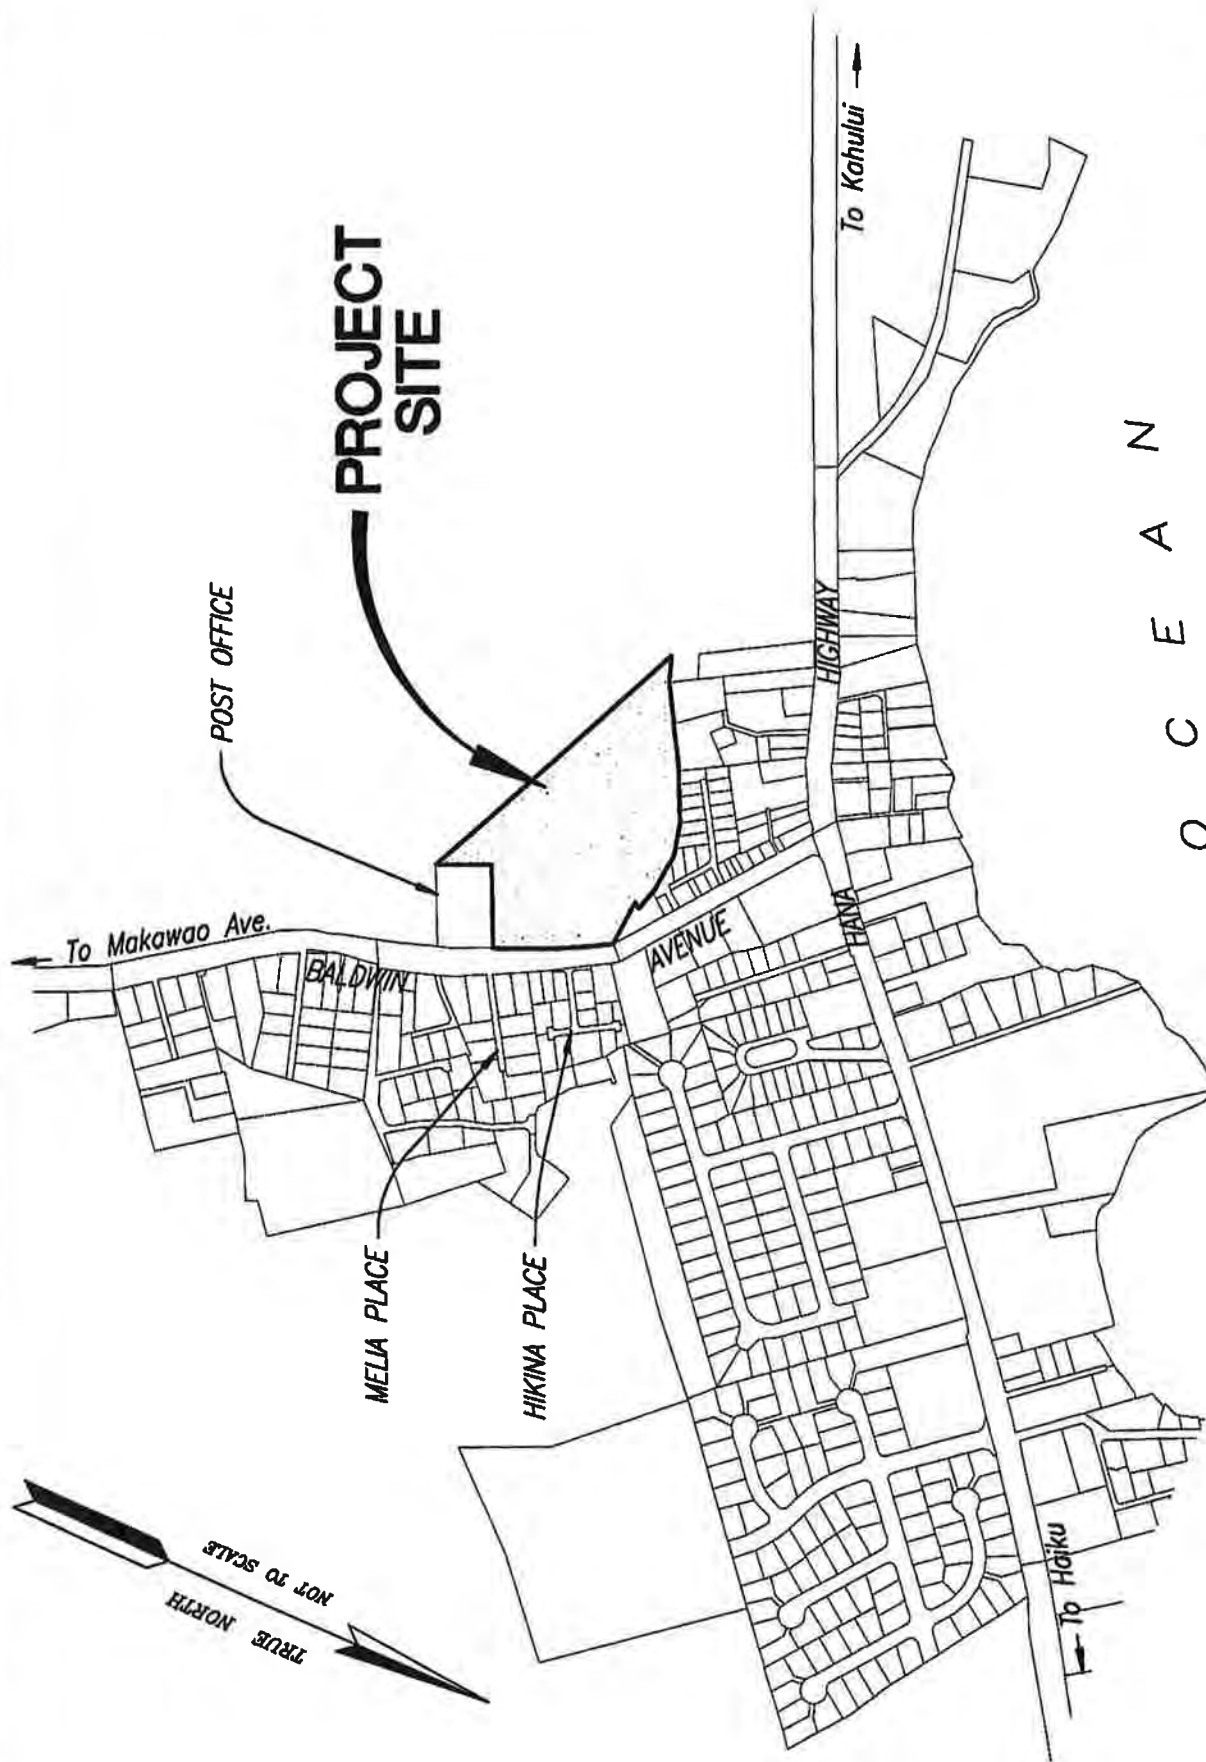 PROJECT
SITE
POST OFFICE
To Makawao Ave.
BALDWIN
AVENUE
HANA
HIGHWAY
To Kahului
MELIA PLACE
HIKINA PLACE
To Haiku
TRUE NORTH
NOT TO SCALE
OCEAN